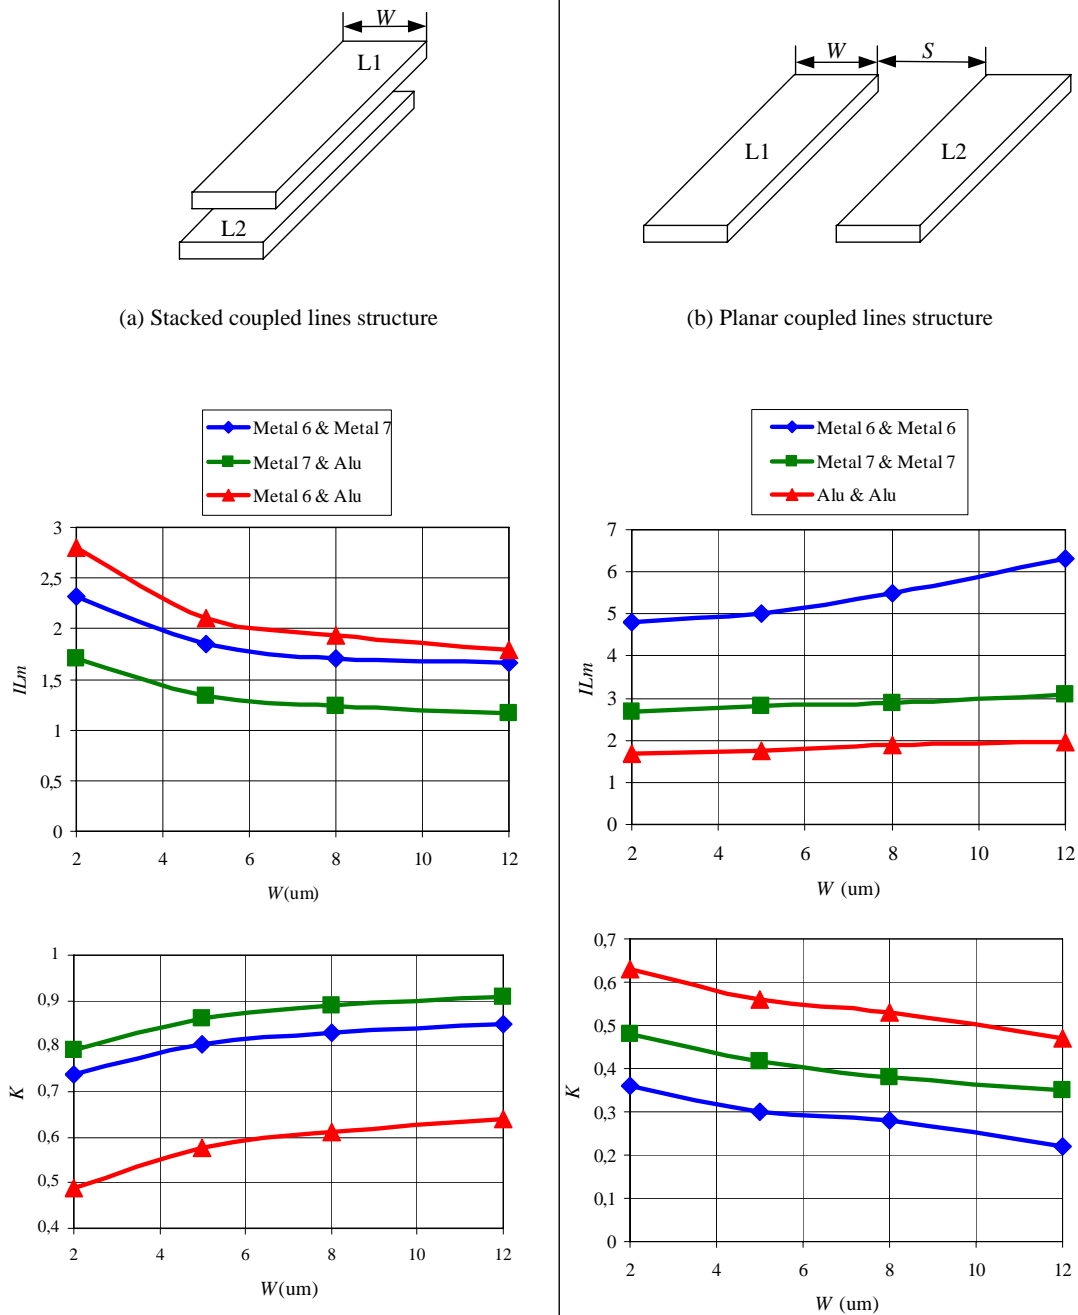 W
L1
L2
(a) Stacked coupled lines structure
W
S
L1
L2
(b) Planar coupled lines structure
Metal 6 & Metal 7
Metal 7 & Alu
Metal 6 & Alu
3
2,5
2
1,5
1
0,5
0
ILm
2 4 6 8 10 12
W(um)
Metal 6 & Metal 6
Metal 7 & Metal 7
Alu & Alu
7
6
5
4
3
2
1
0
ILm
2 4 6 8 10 12
W (um)
1
0,9
0,8
0,7
0,6
0,5
0,4
K
2 4 6 8 10 12
W(um)
0,7
0,6
0,5
0,4
0,3
0,2
0,1
0
K
2 4 6 8 10 12
W (um)